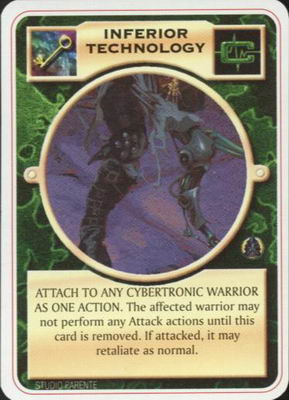 INFERIOR
TECHNOLOGY
ATTACH TO ANY CYBERTRONIC WARRIOR
AS ONE ACTION. The affected warrior may
not perform any Attack actions until this
card is removed. If attacked, it may
retaliate as normal.
STUDIO PARENTE